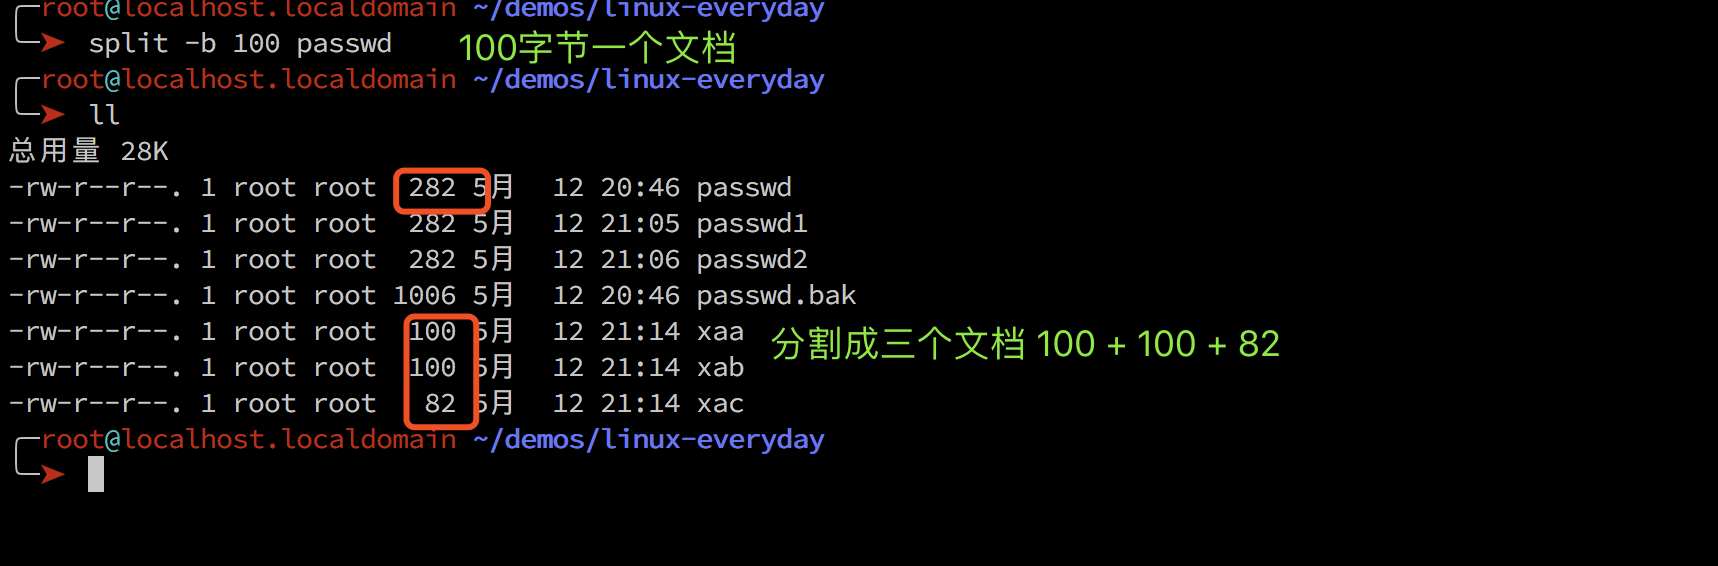 root@localhost.localdomain ~/demos/linux-everyday
➤ split -b 100 passwd 100字节一个文档
root@localhost.localdomain ~/demos/linux-everyday
➤ ll
总用量 28K
-rw-r--r--. 1 root root 282 5月 12 20:46 passwd
-rw-r--r--. 1 root root 282 5月 12 21:05 passwd1
-rw-r--r--. 1 root root 282 5月 12 21:06 passwd2
-rw-r--r--. 1 root root 1006 5月 12 20:46 passwd.bak
-rw-r--r--. 1 root root 100 5月 12 21:14 xaa 分割成三个文档 100 + 100 + 82
-rw-r--r--. 1 root root 100 5月 12 21:14 xab
-rw-r--r--. 1 root root 82 5月 12 21:14 xac
root@localhost.localdomain ~/demos/linux-everyday
➤